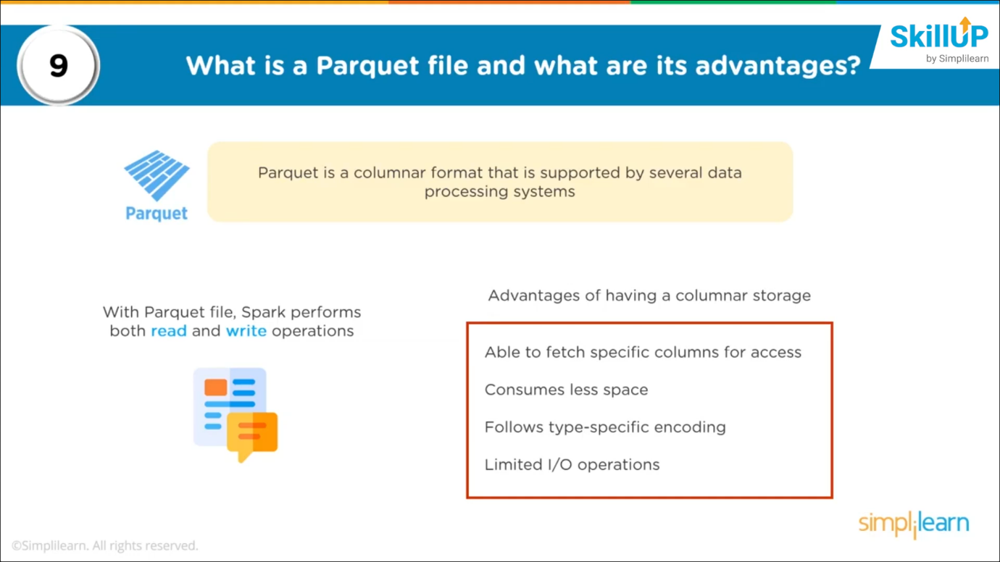 9
What is a Parquet file and what are its advantages?
SkillUP
by Simplilearn
Parquet
Parquet is a columnar format that is supported by several data
processing systems
With Parquet file, Spark performs
both read and write operations
Advantages of having a columnar storage
Able to fetch specific columns for access
Consumes less space
Follows type-specific encoding
Limited I/O operations
simplilearn
©Simplilearn. All rights reserved.